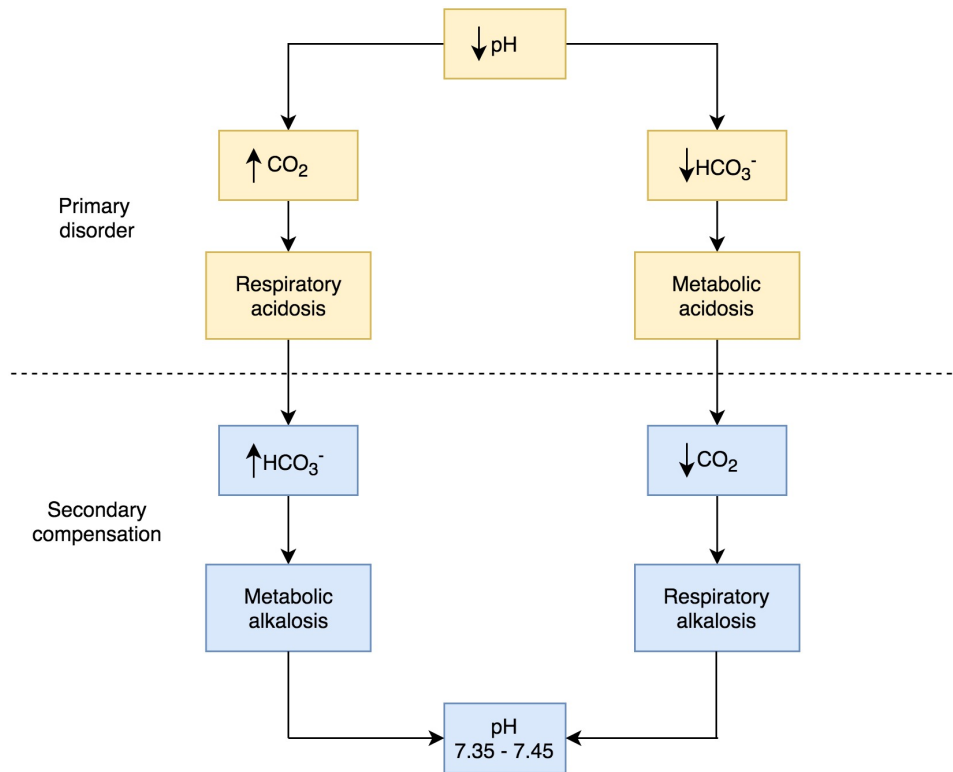 ↓ pH
↑ CO₂
↓ HCO₃⁻
Primary
disorder
Respiratory
acidosis
Metabolic
acidosis
↑ HCO₃⁻
↓ CO₂
Secondary
compensation
Metabolic
alkalosis
Respiratory
alkalosis
pH
7.35 - 7.45